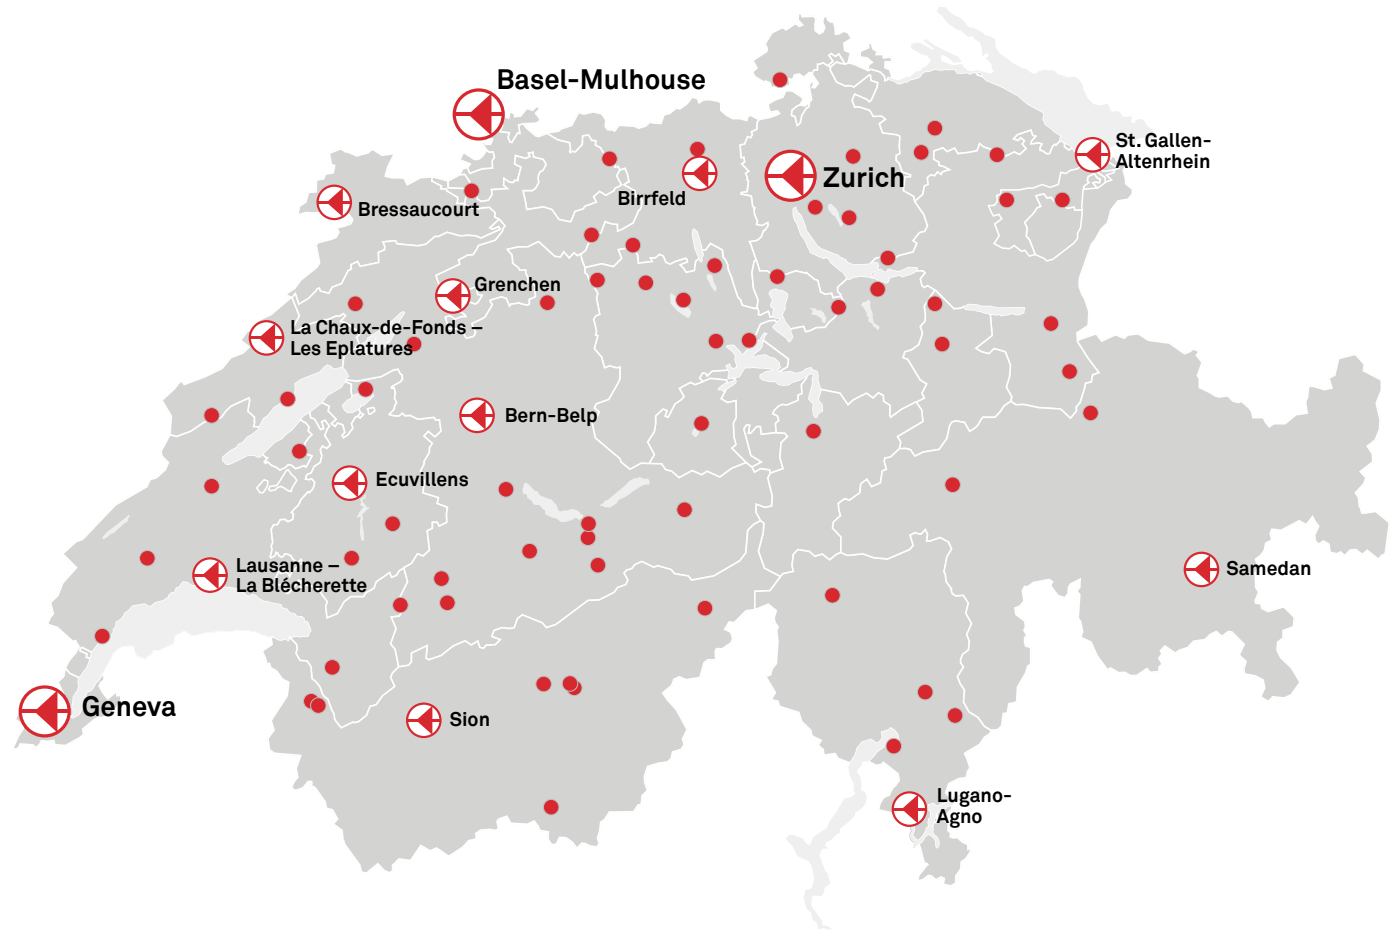 Basel-Mulhouse
St. Gallen-
Altenrhein
Zurich
Birrfeld
Bressaucourt
Grenchen
La Chaux-de-Fonds –
Les Eplatures
Bern-Belp
Ecuvillens
Lausanne –
La Blécherette
Samedan
Geneva
Sion
Lugano-
Agno